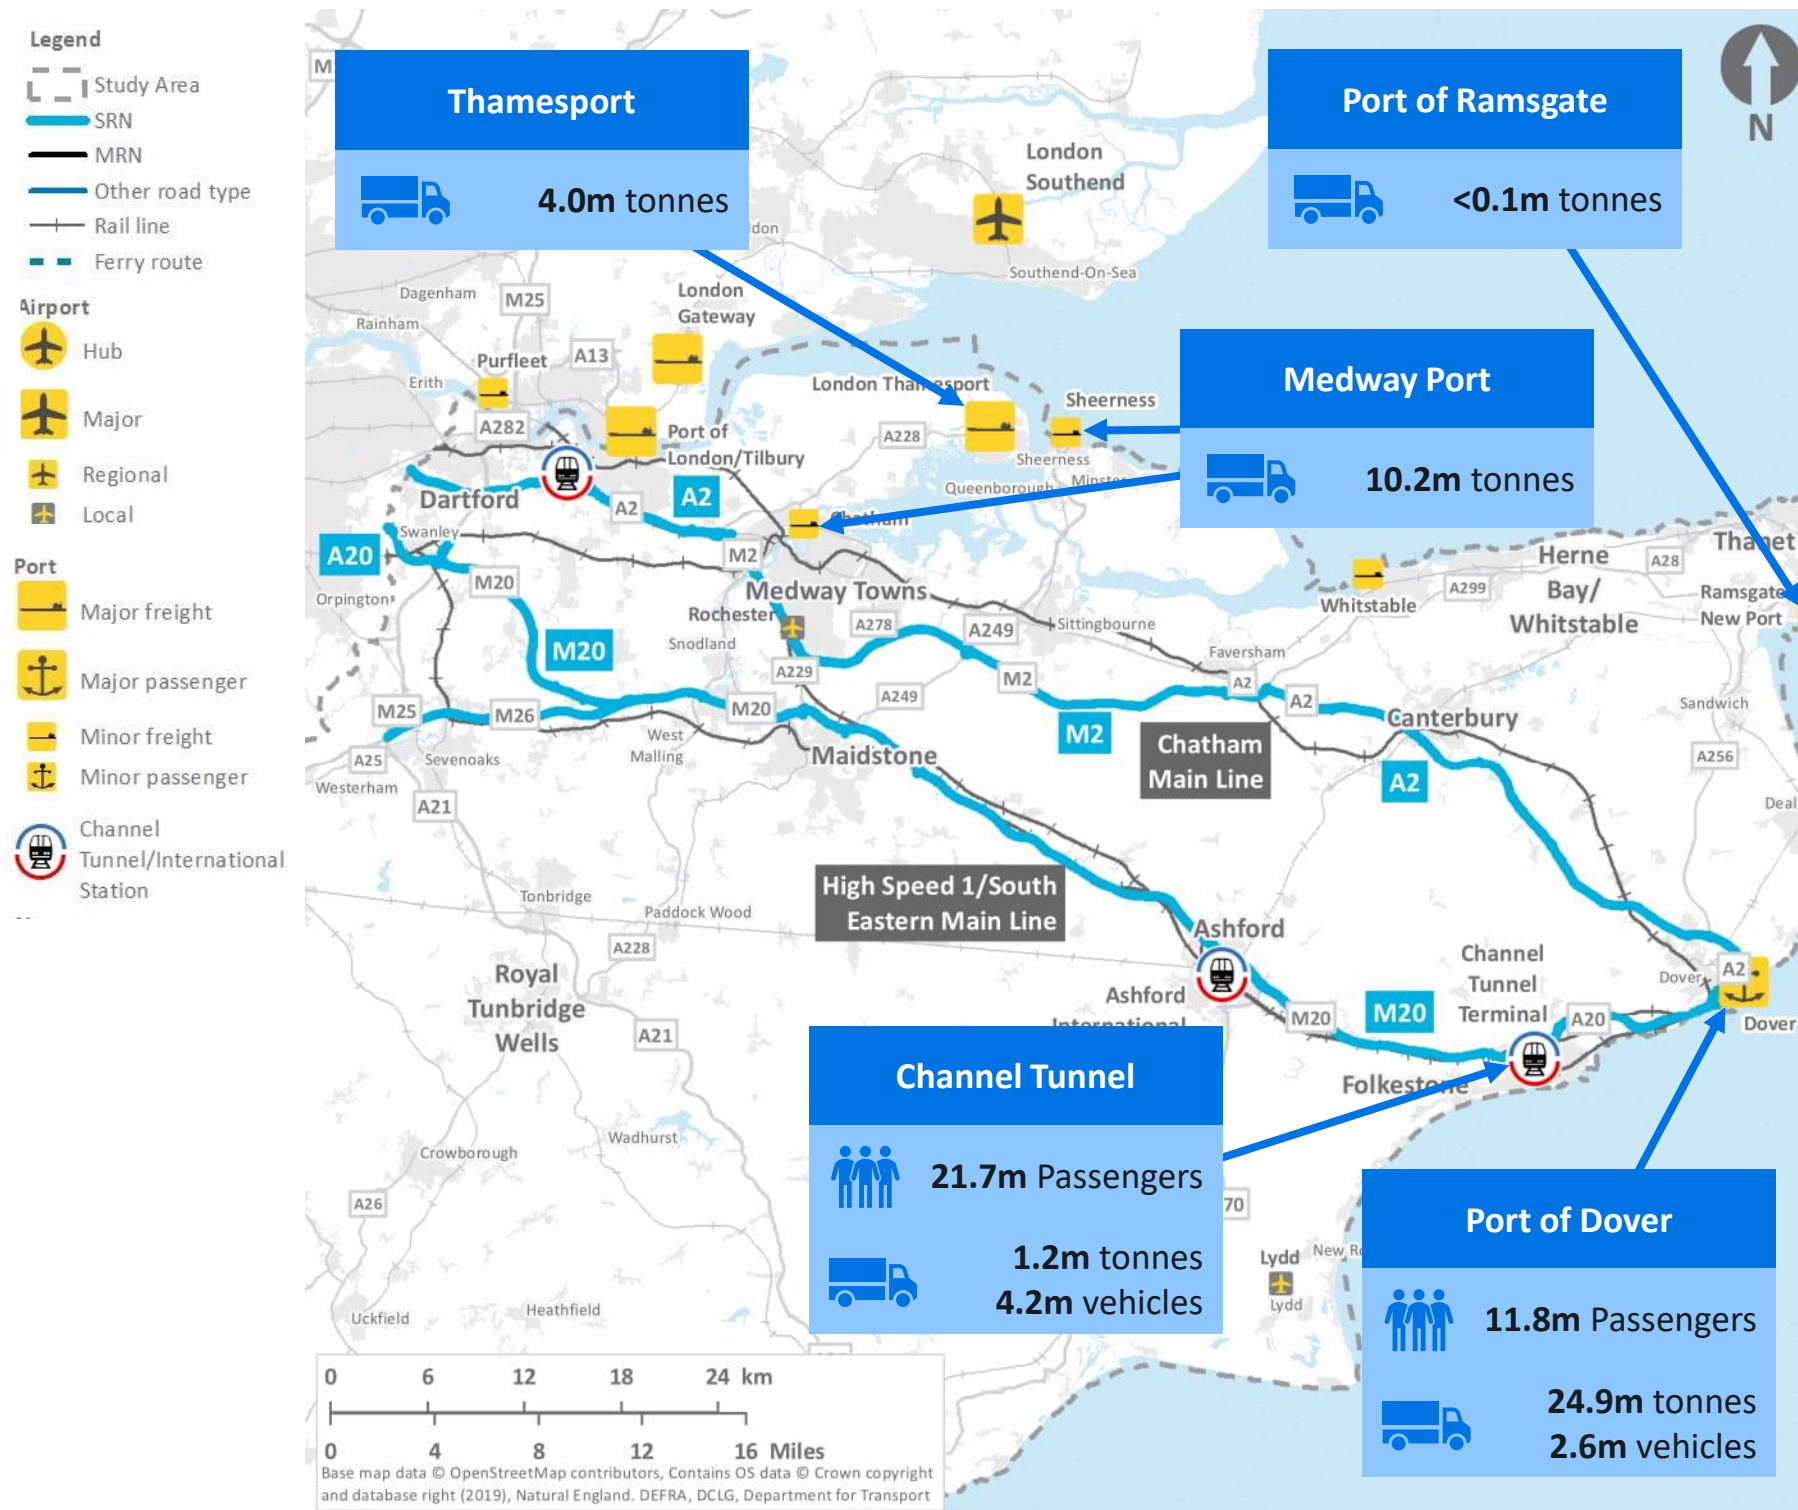 Legend
Study Area
SRN
MRN
Other road type
Rail line
Ferry route
Airport
Hub
Major
Regional
Local
Port
Major freight
Major passenger
Minor freight
Minor passenger
Channel
Tunnel/International
Station
Thamesport
4.0m tonnes
Port of Ramsgate
<0.1m tonnes
N
London
Southend
Southend-On-Sea
Dagenham
M25
London
Gateway
Rainham
Purfleet
A13
Erith
A282
Port of
London/Tilbury
London Thamesport
Sheerness
A228
Sheerness
Queenborough
Minster
Medway Port
10.2m tonnes
Dartford
A2
A2
Chatham
Swanley
A20
M2
M20
Orpington
Medway Towns
Rochester
A278
A249
Sittingbourne
M20
Snodland
A229
M2
A249
Faversham
A2
A2
Whitstable
A299
Herne
Bay/
Whitstable
A28
Thanet
Ramsgate
New Port
Sandwich
A256
Deal
M25
M26
M20
A25
Sevenoaks
West
Malling
Maidstone
M2
Chatham
Main Line
Canterbury
A2
Westerham
A21
High Speed 1/South
Eastern Main Line
Tonbridge
Paddock Wood
A228
Royal
Tunbridge
Wells
A21
Ashford
Ashford
International
M20
M20
Channel
Tunnel
Terminal
A20
Dover
A2
Dover
Folkestone
Channel Tunnel
21.7m Passengers
1.2m tonnes
4.2m vehicles
Port of Dover
11.8m Passengers
24.9m tonnes
2.6m vehicles
Crowborough
Wadhurst
A26
Uckfield
Heathfield
70
Lydd
Lydd
0 6 12 18 24 km
0 4 8 12 16 Miles
Base map data © OpenStreetMap contributors, Contains OS data © Crown copyright
and database right (2019), Natural England. DEFRA, DCLG, Department for Transport